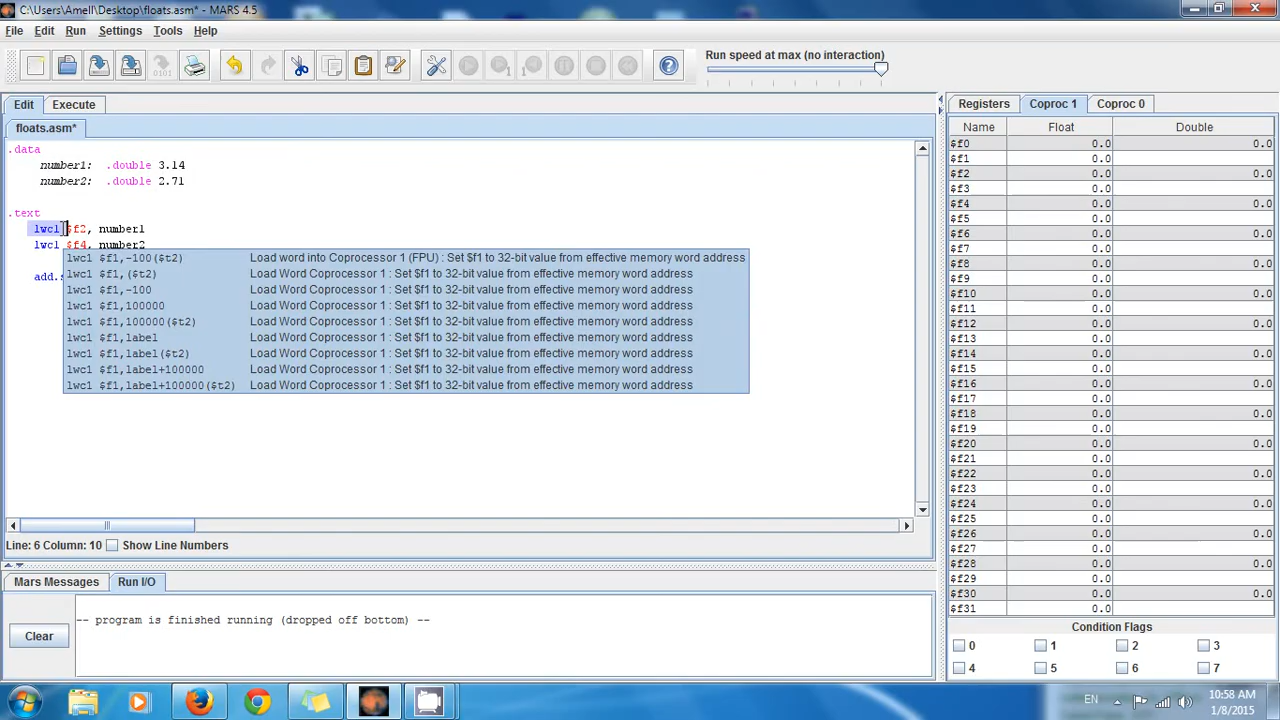 C:\Users\Amell\Desktop\floats.asm* - MARS 4.5
File Edit Run Settings Tools Help
Run speed at max (no interaction)
Edit Execute
floats.asm*
.data
number1: .double 3.14
number2: .double 2.71
.text
lwc1 $f2, number1
lwc1 $f4, number2
add.
lwc1 $f1,-100($t2) Load word into Coprocessor 1 (FPU) : Set $f1 to 32-bit value from effective memory word address
lwc1 $f1,($t2) Load Word Coprocessor 1 : Set $f1 to 32-bit value from effective memory word address
lwc1 $f1,-100 Load Word Coprocessor 1 : Set $f1 to 32-bit value from effective memory word address
lwc1 $f1,100000 Load Word Coprocessor 1 : Set $f1 to 32-bit value from effective memory word address
lwc1 $f1,100000($t2) Load Word Coprocessor 1 : Set $f1 to 32-bit value from effective memory word address
lwc1 $f1,label Load Word Coprocessor 1 : Set $f1 to 32-bit value from effective memory word address
lwc1 $f1,label($t2) Load Word Coprocessor 1 : Set $f1 to 32-bit value from effective memory word address
lwc1 $f1,label+100000 Load Word Coprocessor 1 : Set $f1 to 32-bit value from effective memory word address
lwc1 $f1,label+100000($t2) Load Word Coprocessor 1 : Set $f1 to 32-bit value from effective memory word address
Line: 6 Column: 10 Show Line Numbers
Mars Messages Run I/O
Clear
-- program is finished running (dropped off bottom) --
Registers Coproc 1 Coproc 0
Name Float Double
$f0 0.0 0.0
$f1 0.0
$f2 0.0 0.0
$f3 0.0
$f4 0.0 0.0
$f5 0.0
$f6 0.0 0.0
$f7 0.0
$f8 0.0 0.0
$f9 0.0
$f10 0.0 0.0
$f11 0.0
$f12 0.0 0.0
$f13 0.0
$f14 0.0 0.0
$f15 0.0
$f16 0.0 0.0
$f17 0.0
$f18 0.0 0.0
$f19 0.0
$f20 0.0 0.0
$f21 0.0
$f22 0.0 0.0
$f23 0.0
$f24 0.0 0.0
$f25 0.0
$f26 0.0 0.0
$f27 0.0
$f28 0.0 0.0
$f29 0.0
$f30 0.0 0.0
$f31 0.0
Condition Flags
0 1 2 3
4 5 6 7
EN
10:58 AM
1/8/2015